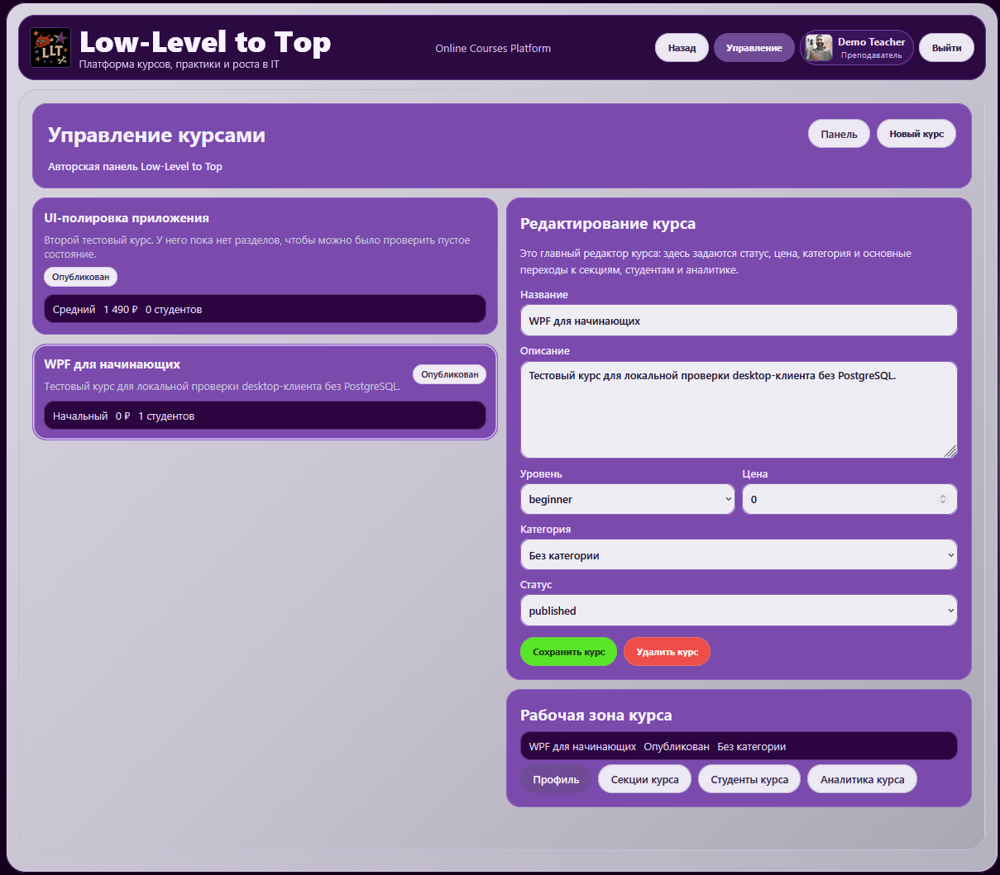 LLT
Low-Level to Top
Платформа курсов, практики и роста в IT
Online Courses Platform
Назад
Управление
Demo Teacher
Преподаватель
Выйти
Управление курсами
Авторская панель Low-Level to Top
Панель
Новый курс
UI-полировка приложения
Второй тестовый курс. У него пока нет разделов, чтобы можно было проверить пустое
состояние.
Опубликован
Средний 1 490 ₽ 0 студентов
WPF для начинающих
Тестовый курс для локальной проверки desktop-клиента без PostgreSQL.
Опубликован
Начальный 0 ₽ 1 студентов
Редактирование курса
Это главный редактор курса: здесь задаются статус, цена, категория и основные
переходы к секциям, студентам и аналитике.
Название
WPF для начинающих
Описание
Тестовый курс для локальной проверки desktop-клиента без PostgreSQL.
Уровень
Цена
beginner
0
Категория
Без категории
Статус
published
Сохранить курс
Удалить курс
Рабочая зона курса
WPF для начинающих Опубликован Без категории
Профиль
Секции курса
Студенты курса
Аналитика курса